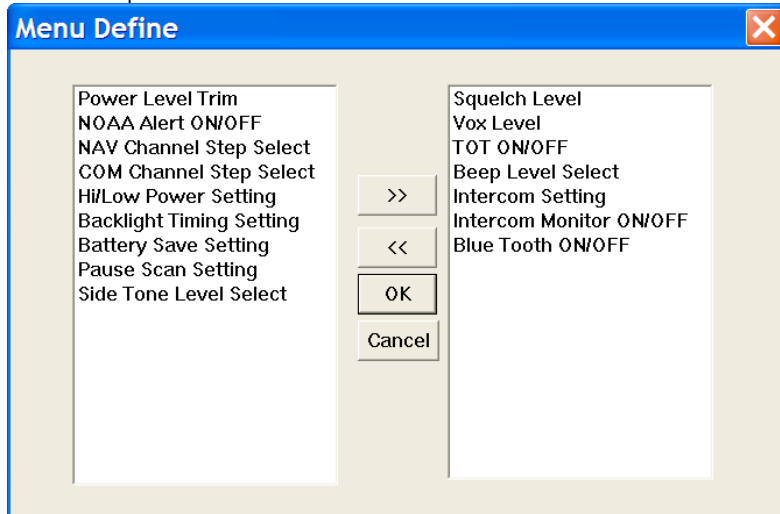 Menu Define
Power Level Trim
NOAA Alert ON/OFF
NAV Channel Step Select
COM Channel Step Select
Hi/Low Power Setting
Backlight Timing Setting
Battery Save Setting
Pause Scan Setting
Side Tone Level Select
>>
<<
OK
Cancel
Squelch Level
Vox Level
TOT ON/OFF
Beep Level Select
Intercom Setting
Intercom Monitor ON/OFF
Blue Tooth ON/OFF